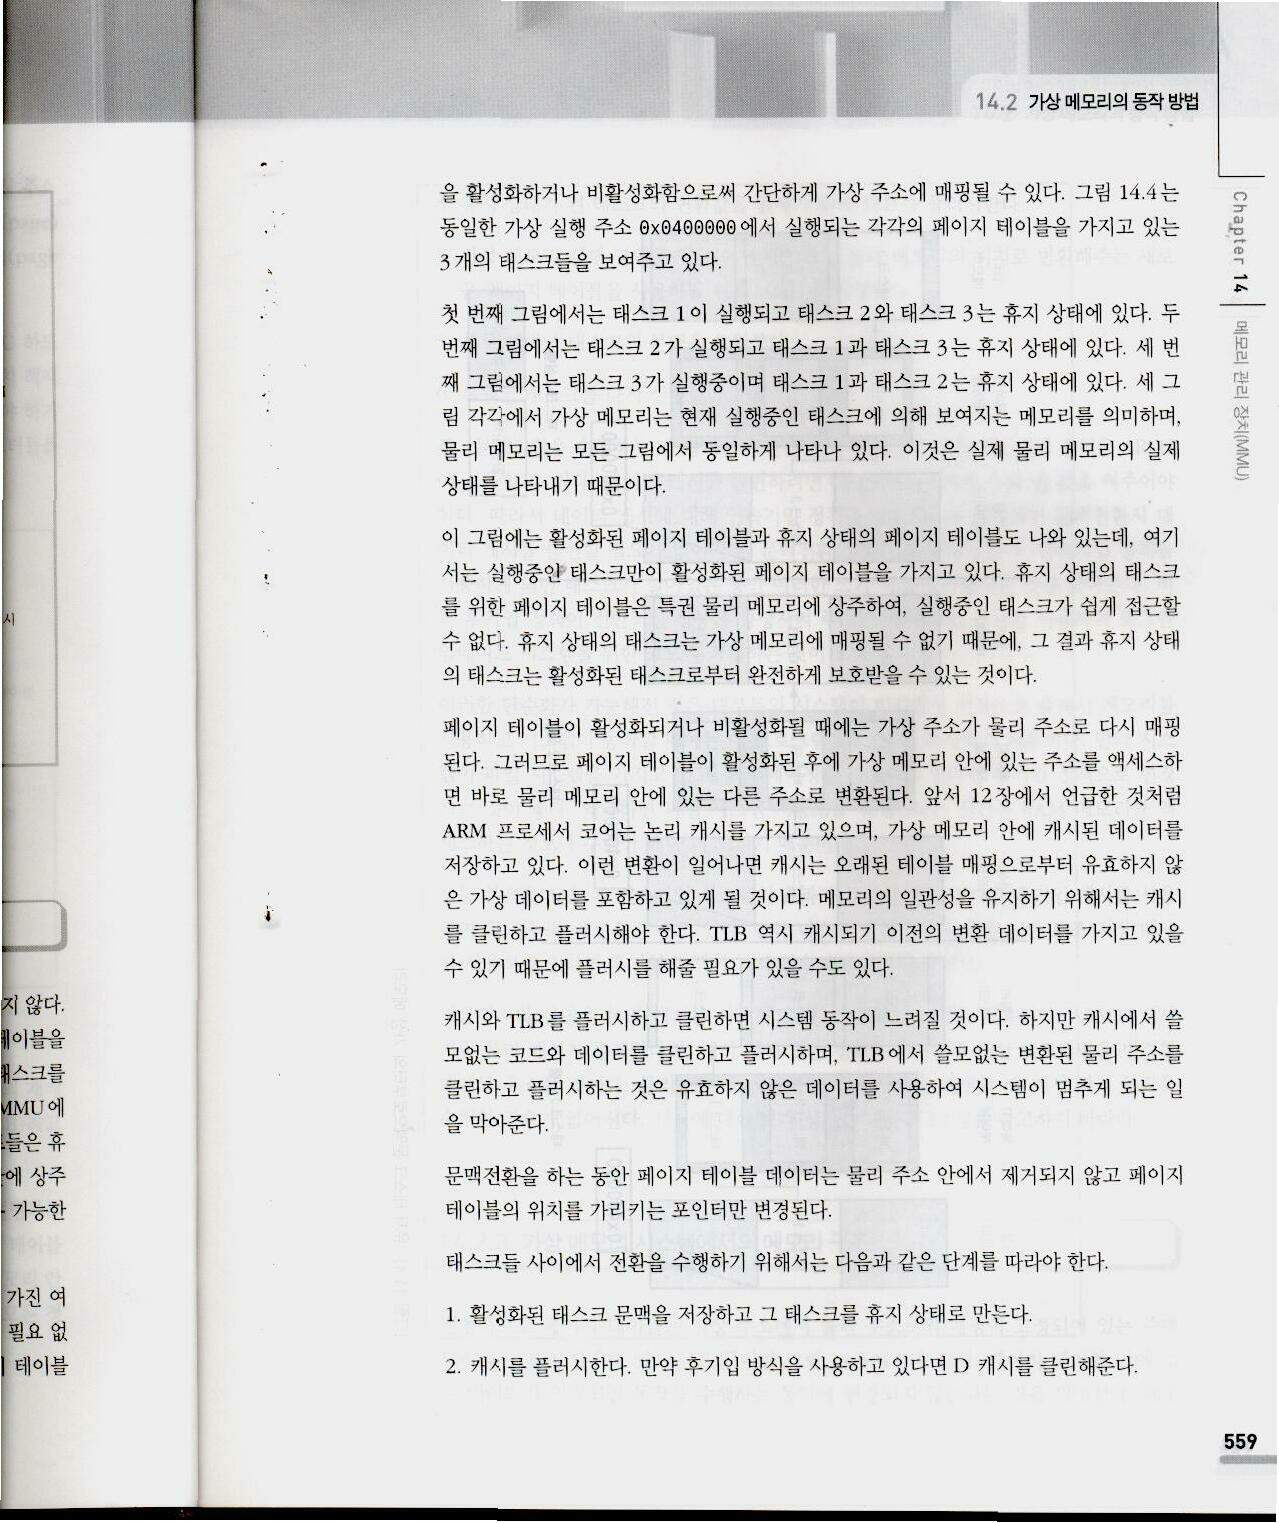 14.2 가상 메모리의 동작 방법
을 활성화하거나 비활성화함으로써 간단하게 가상 주소에 매핑될 수 있다. 그림 14.4는
동일한 가상 실행 주소 0x0400000에서 실행되는 각각의 페이지 테이블을 가지고 있는
3개의 태스크들을 보여주고 있다.
첫 번째 그림에서는 태스크 1이 실행되고 태스크 2와 태스크 3는 휴지 상태에 있다. 두
번째 그림에서는 태스크 2가 실행되고 태스크 1과 태스크 3는 휴지 상태에 있다. 세 번
째 그림에서는 태스크 3가 실행중이며 태스크 1과 태스크 2는 휴지 상태에 있다. 세 그
림 각각에서 가상 메모리는 현재 실행중인 태스크에 의해 보여지는 메모리를 의미하며,
물리 메모리는 모든 그림에서 동일하게 나타나 있다. 이것은 실제 물리 메모리의 실제
상태를 나타내기 때문이다.
이 그림에는 활성화된 페이지 테이블과 휴지 상태의 페이지 테이블도 나와 있는데, 여기
서는 실행중인 태스크만이 활성화된 페이지 테이블을 가지고 있다. 휴지 상태의 태스크
를 위한 페이지 테이블은 특권 물리 메모리에 상주하여, 실행중인 태스크가 쉽게 접근할
수 없다. 휴지 상태의 태스크는 가상 메모리에 매핑될 수 없기 때문에, 그 결과 휴지 상태
의 태스크는 활성화된 태스크로부터 완전하게 보호받을 수 있는 것이다.
페이지 테이블이 활성화되거나 비활성화될 때에는 가상 주소가 물리 주소로 다시 매핑
된다. 그러므로 페이지 테이블이 활성화된 후에 가상 메모리 안에 있는 주소를 액세스하
면 바로 물리 메모리 안에 있는 다른 주소로 변환된다. 앞서 12장에서 언급한 것처럼
ARM 프로세서 코어는 논리 캐시를 가지고 있으며, 가상 메모리 안에 캐시된 데이터를
저장하고 있다. 이런 변환이 일어나면 캐시는 오래된 테이블 매핑으로부터 유효하지 않
은 가상 데이터를 포함하고 있게 될 것이다. 메모리의 일관성을 유지하기 위해서는 캐시
를 클린하고 플러시해야 한다. TLB 역시 캐시되기 이전의 변환 데이터를 가지고 있을
수 있기 때문에 플러시를 해줄 필요가 있을 수도 있다.
캐시와 TLB를 플러시하고 클린하면 시스템 동작이 느려질 것이다. 하지만 캐시에서 쓸
모없는 코드와 데이터를 클린하고 플러시하며, TLB에서 쓸모없는 변환된 물리 주소를
클린하고 플러시하는 것은 유효하지 않은 데이터를 사용하여 시스템이 멈추게 되는 일
을 막아준다.
문맥전환을 하는 동안 페이지 테이블 데이터는 물리 주소 안에서 제거되지 않고 페이지
테이블의 위치를 가리키는 포인터만 변경된다.
태스크들 사이에서 전환을 수행하기 위해서는 다음과 같은 단계를 따라야 한다.
1. 활성화된 태스크 문맥을 저장하고 그 태스크를 휴지 상태로 만든다.
2. 캐시를 플러시한다. 만약 후기입 방식을 사용하고 있다면 D 캐시를 클린해준다.
Chapter 14
메모리 관리 장치(MMU)
559
시
지 않다.
테이블을
태스크를
MMU에
들은 휴
에 상주
가능한
가진 여
필요 없
테이블